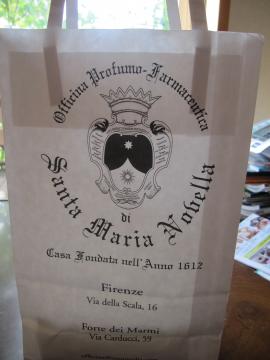 Officina Profumo-Farmaceutica
di
Santa Maria Novella
Casa Fondata nell'Anno 1612
Firenze
Via della Scala, 16
Forte dei Marmi
Via Carducci, 59